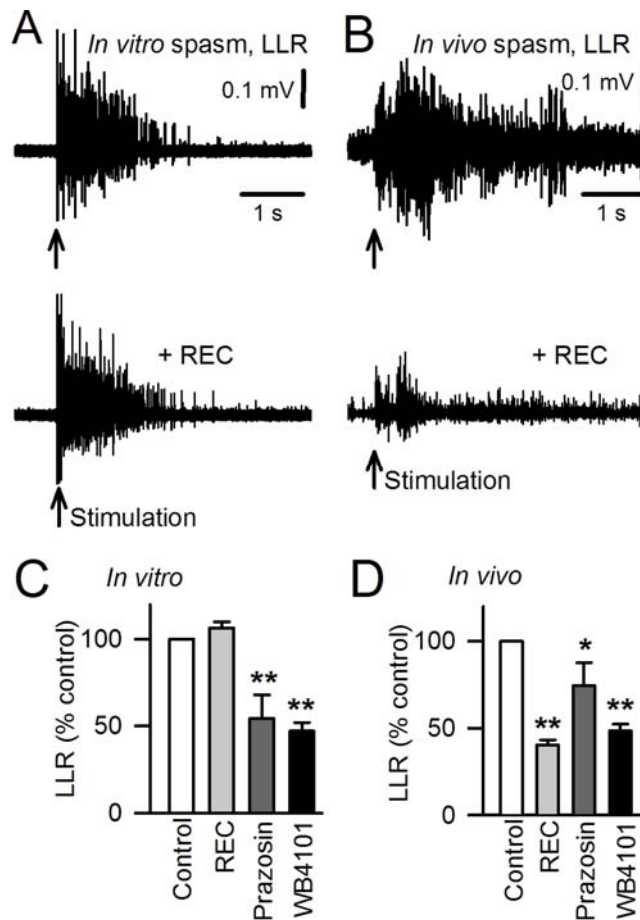 A
In vitro spasm, LLR
0.1 mV
1 s
+ REC
Stimulation
B
In vivo spasm, LLR
0.1 mV
1 s
+ REC
Stimulation
C
In vitro
LLR (% control)
100
50
0
Control
REC
Prazosin
WB4101
**
**
D
In vivo
LLR (% control)
100
50
0
Control
REC
Prazosin
WB4101
**
*
**